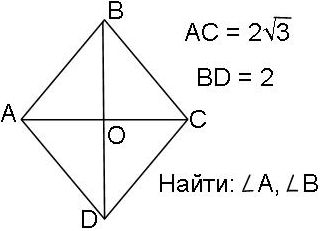 B
AC = 2√3
BD = 2
A
C
O
Найти: ∠A, ∠B
D